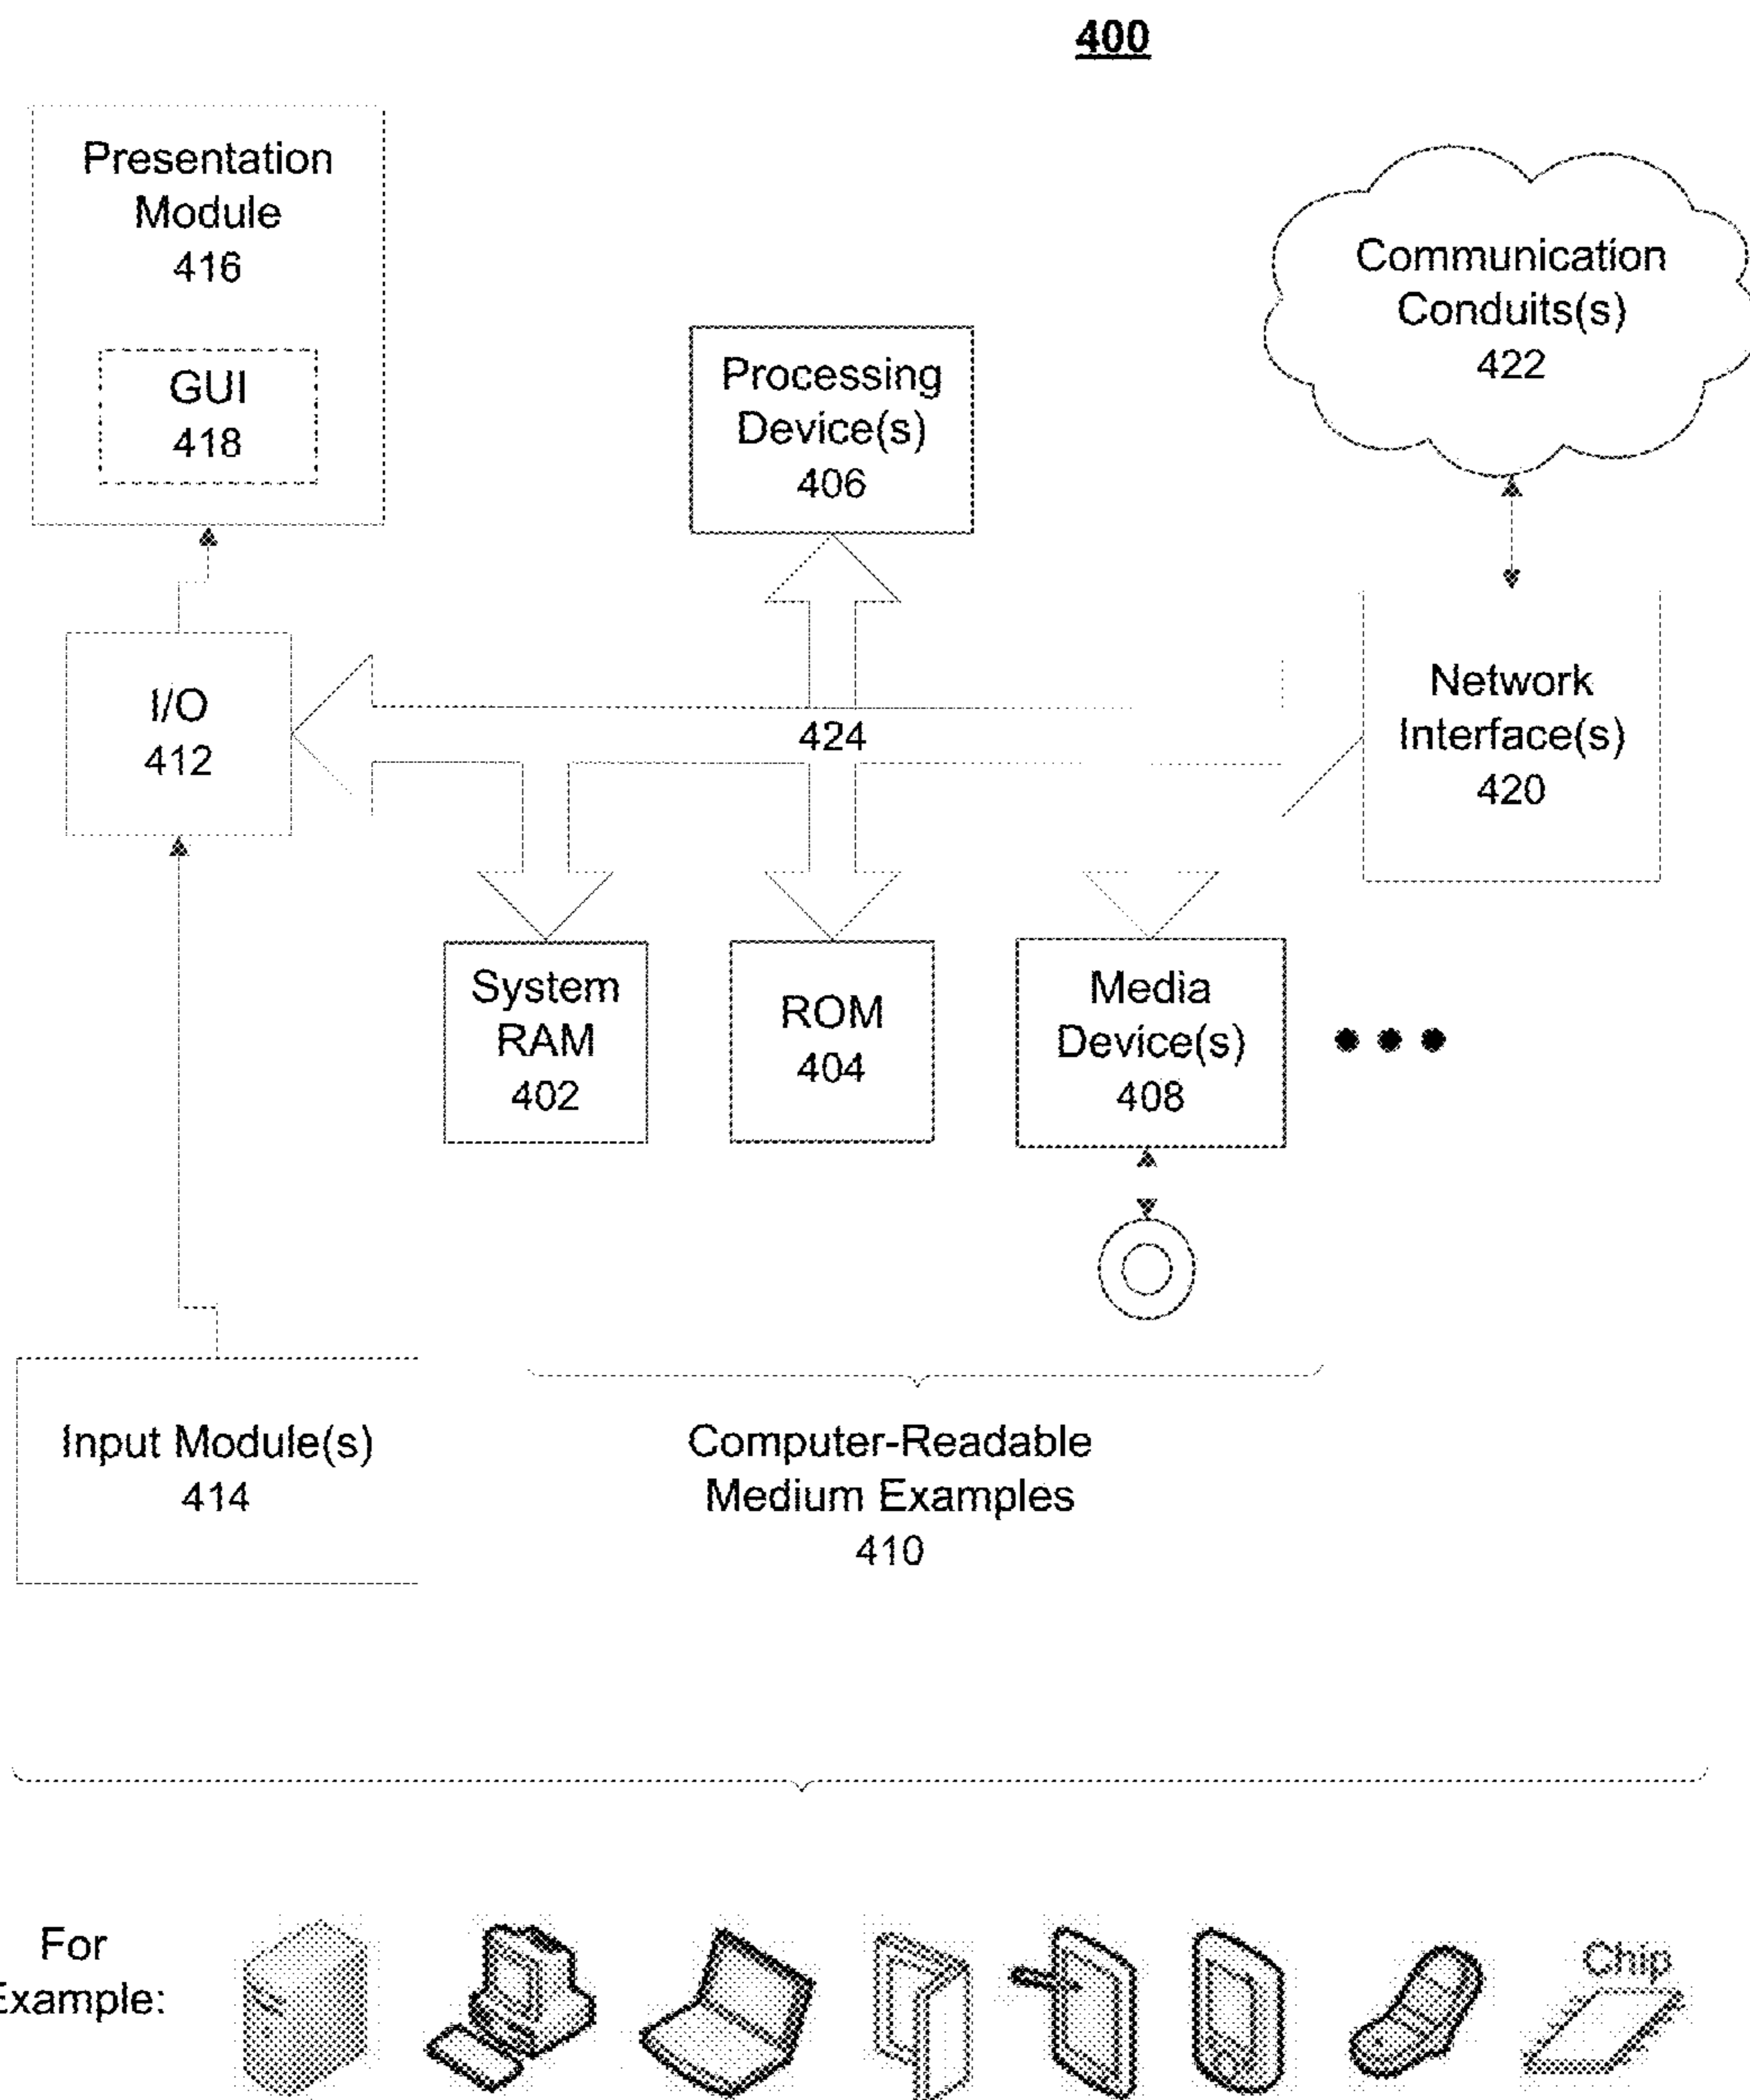 400
Presentation
Module
416
GUI
418
Communication
Conduits(s)
422
Processing
Device(s)
406
I/O
412
424
Network
Interface(s)
420
System
RAM
402
ROM
404
Media
Device(s)
408
Input Module(s)
414
Computer-Readable
Medium Examples
410
For
Example:
Chip